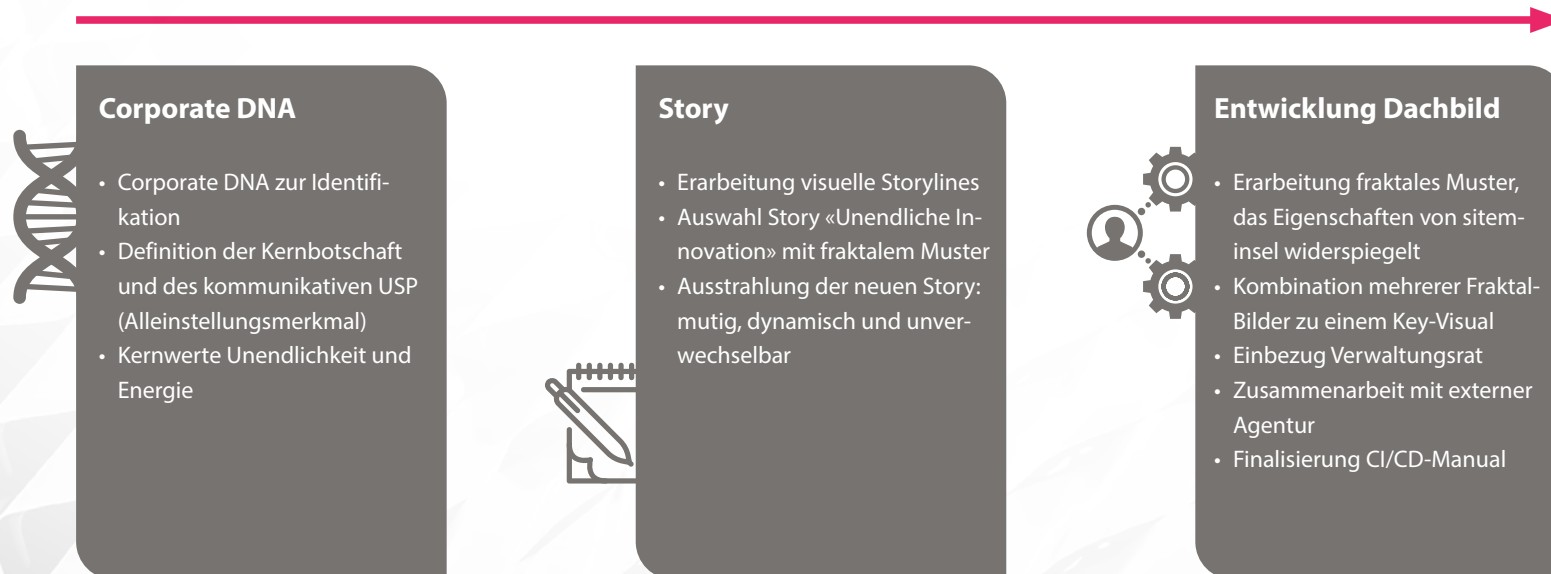 Corporate DNA
• Corporate DNA zur Identifi-
kation
• Definition der Kernbotschaft
und des kommunikativen USP
(Alleinstellungsmerkmal)
• Kernwerte Unendlichkeit und
Energie
Story
• Erarbeitung visuelle Storylines
• Auswahl Story «Unendliche In-
novation» mit fraktalem Muster
• Ausstrahlung der neuen Story:
mutig, dynamisch und unver-
wechselbar
Entwicklung Dachbild
• Erarbeitung fraktales Muster,
das Eigenschaften von sitem-
insel widerspiegelt
• Kombination mehrerer Fraktal-
Bilder zu einem Key-Visual
• Einbezug Verwaltungsrat
• Zusammenarbeit mit externer
Agentur
• Finalisierung CI/CD-Manual